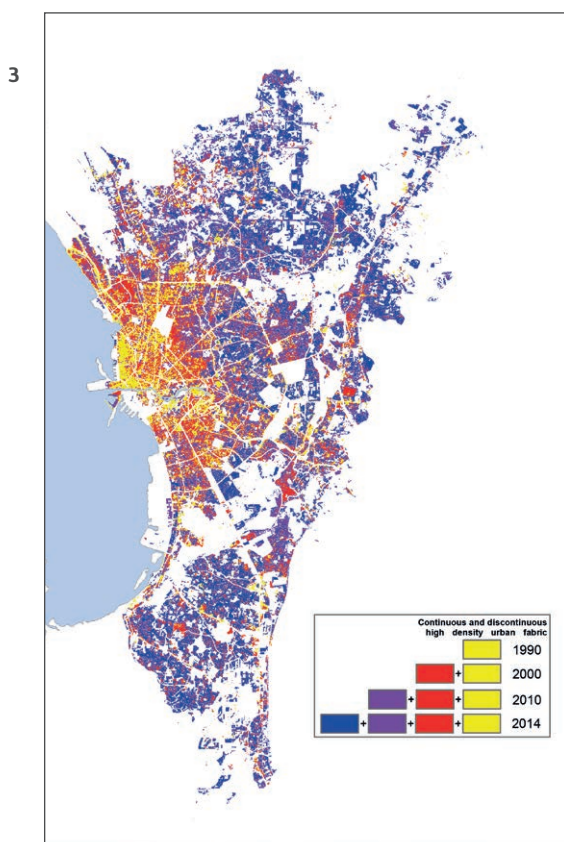 3
Continuous and discontinuous
high density urban fabric
1990
+ 2000
+ + 2010
+ + + 2014